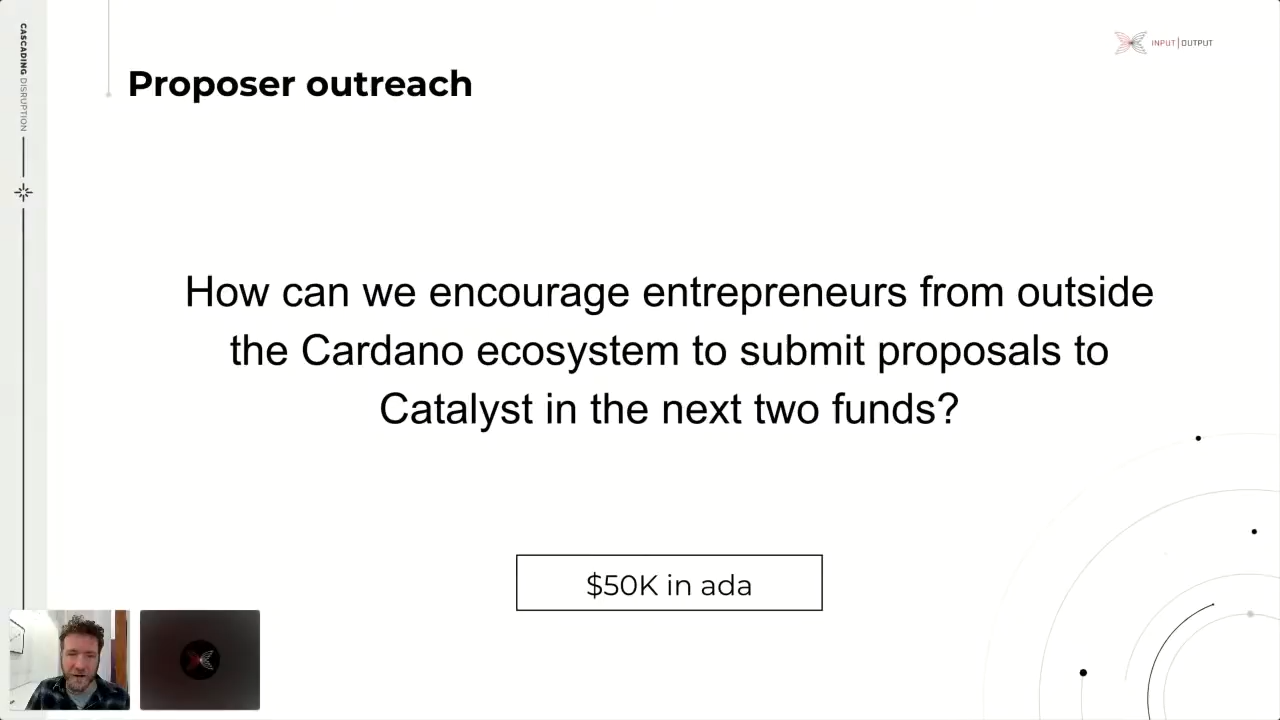 CASCADING DISRUPTION
INPUT | OUTPUT
Proposer outreach
How can we encourage entrepreneurs from outside
the Cardano ecosystem to submit proposals to
Catalyst in the next two funds?
$50K in ada